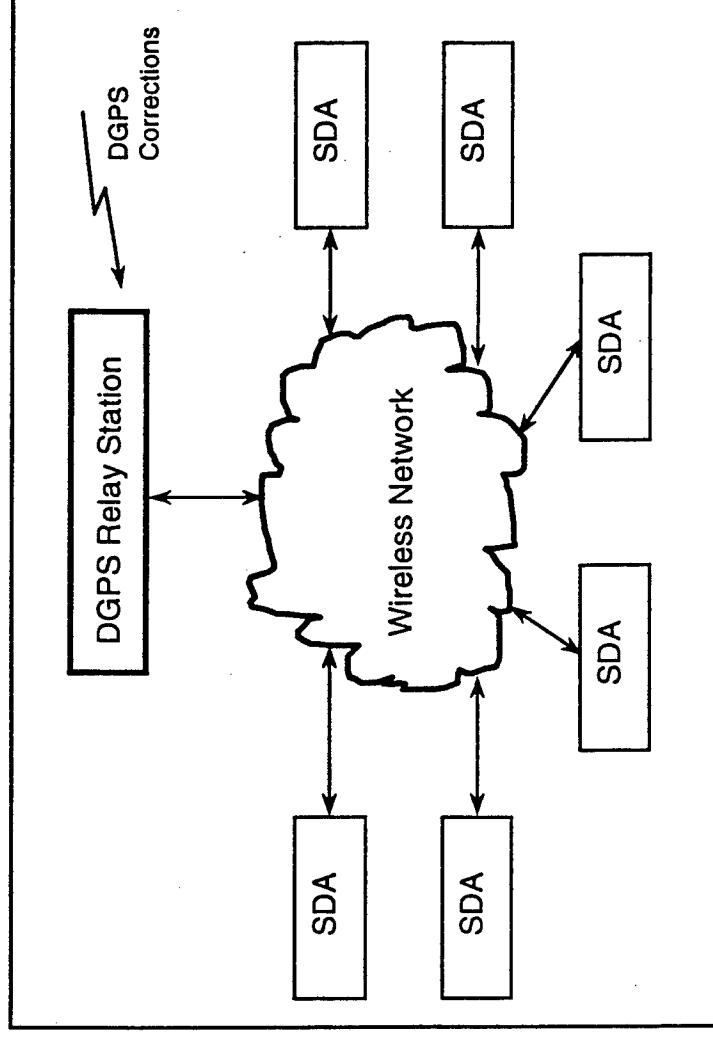 DGPS
Corrections
DGPS Relay Station
SDA
SDA
Wireless Network
SDA
SDA
SDA
SDA